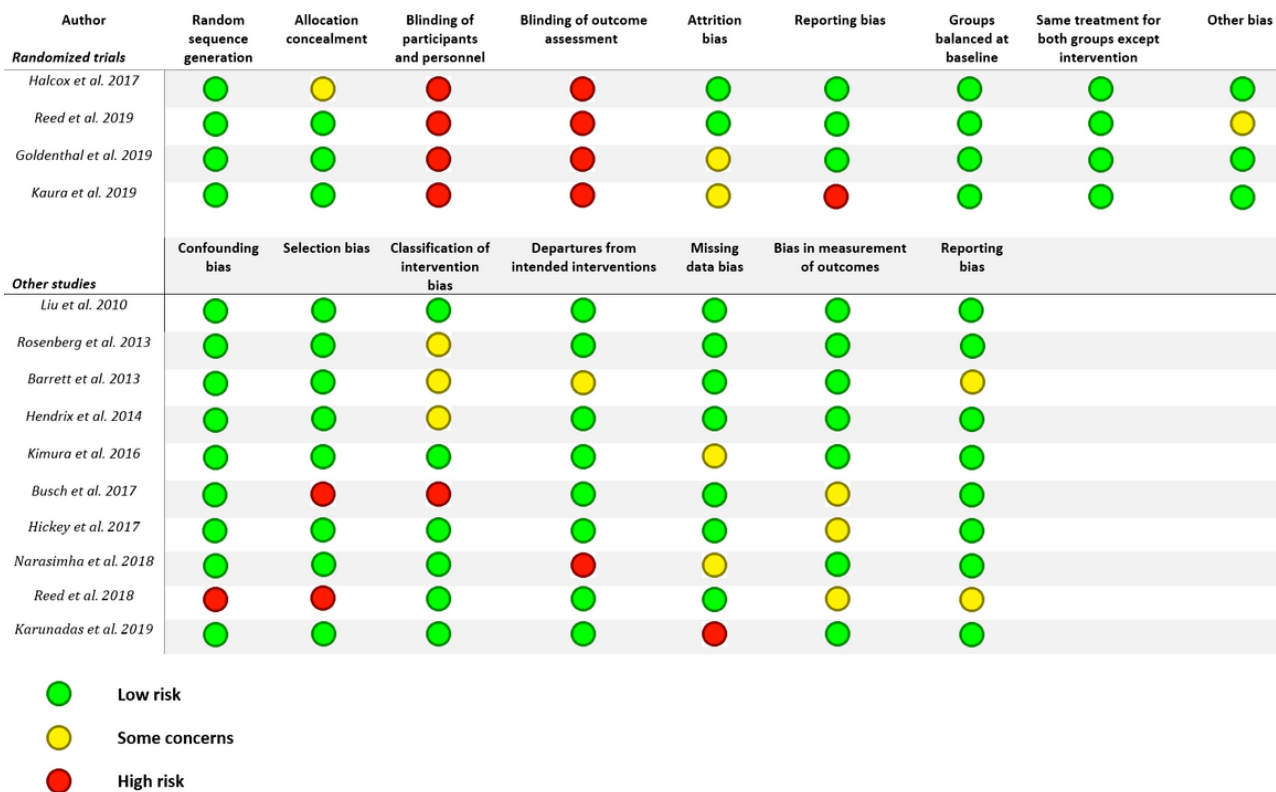 Author
Randomized trials
Random
sequence
generation
Allocation
concealment
Blinding of
participants
and personnel
Blinding of outcome
assessment
Attrition
bias
Reporting bias
Groups
balanced at
baseline
Same treatment for
both groups except
intervention
Other bias
Halcox et al. 2017
Reed et al. 2019
Goldenthal et al. 2019
Kaura et al. 2019
Other studies
Confounding
bias
Selection bias
Classification of
intervention
bias
Departures from
intended interventions
Missing
data bias
Bias in measurement
of outcomes
Reporting
bias
Liu et al. 2010
Rosenberg et al. 2013
Barrett et al. 2013
Hendrix et al. 2014
Kimura et al. 2016
Busch et al. 2017
Hickey et al. 2017
Narasimha et al. 2018
Reed et al. 2018
Karunadas et al. 2019
Low risk
Some concerns
High risk